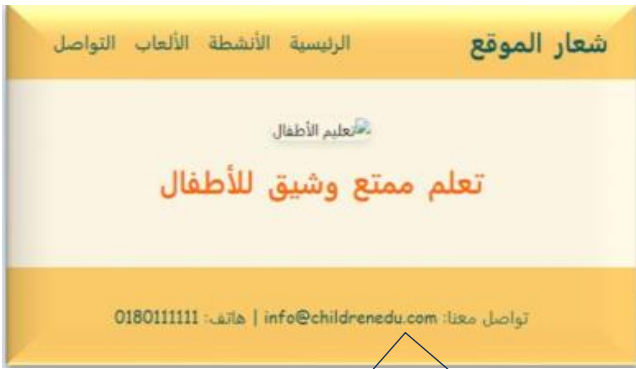 شعار الموقع
الرئيسية الأنشطة الألعاب التواصل
تعليم الأطفال
تعلم ممتع وشيق للأطفال
تواصل معنا: info@childrenedu.com | هاتف: 0180111111